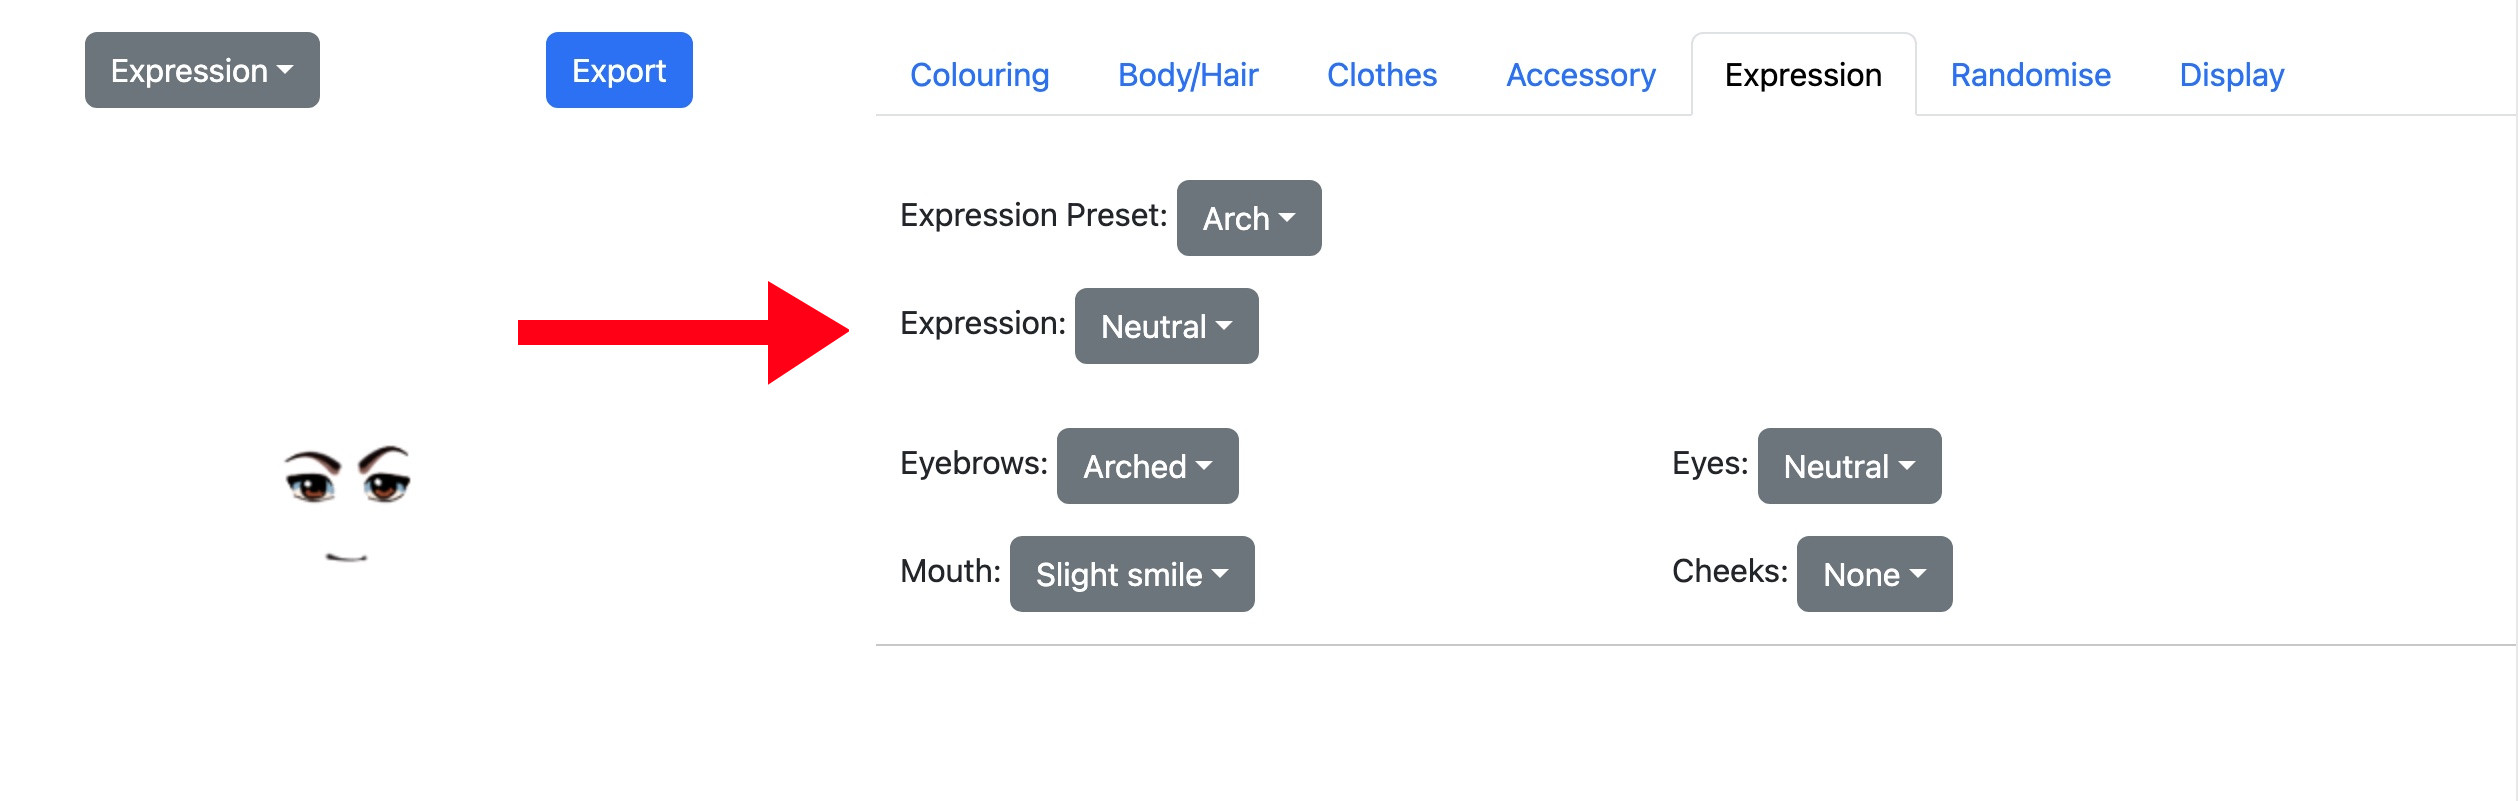 Expression
Export
Colouring Body/Hair Clothes Accessory Expression Randomise Display
Expression Preset: Arch
Expression: Neutral
Eyebrows: Arched
Eyes: Neutral
Mouth: Slight smile
Cheeks: None